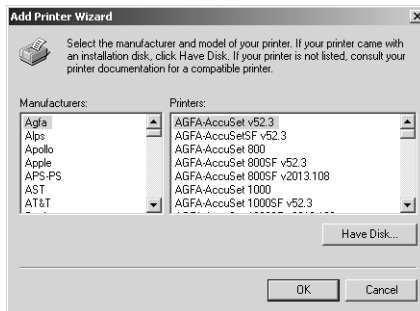 Add Printer Wizard
Select the manufacturer and model of your printer. If your printer came with
an installation disk, click Have Disk. If your printer is not listed, consult your
printer documentation for a compatible printer.
Manufacturers:
Agfa
Alps
Apollo
Apple
APS-PS
AST
AT&T
Printers:
AGFA-AccuSet v52.3
AGFA-AccuSetSF v52.3
AGFA-AccuSet 800
AGFA-AccuSet 800SF v52.3
AGFA-AccuSet 800SF v2013.108
AGFA-AccuSet 1000
AGFA-AccuSet 1000SF v52.3
Have Disk...
OK
Cancel